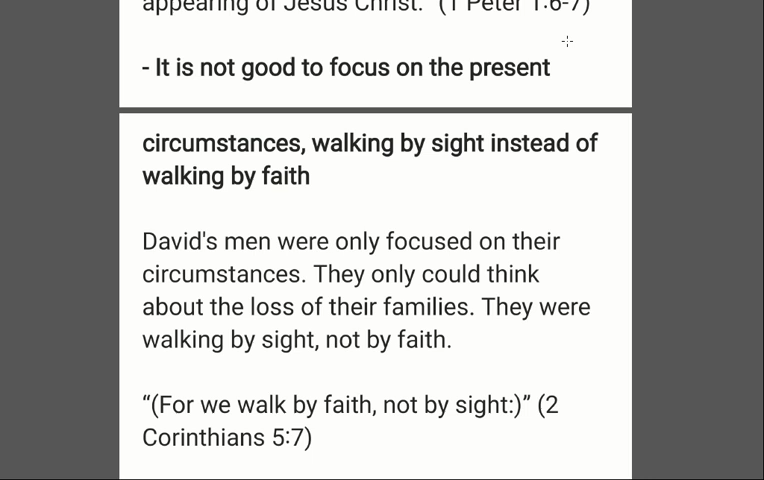 appearing of Jesus Christ." (1 Peter 1:6-7)
- It is not good to focus on the present
circumstances, walking by sight instead of
walking by faith
David's men were only focused on their
circumstances. They only could think
about the loss of their families. They were
walking by sight, not by faith.
“(For we walk by faith, not by sight:)” (2
Corinthians 5:7)